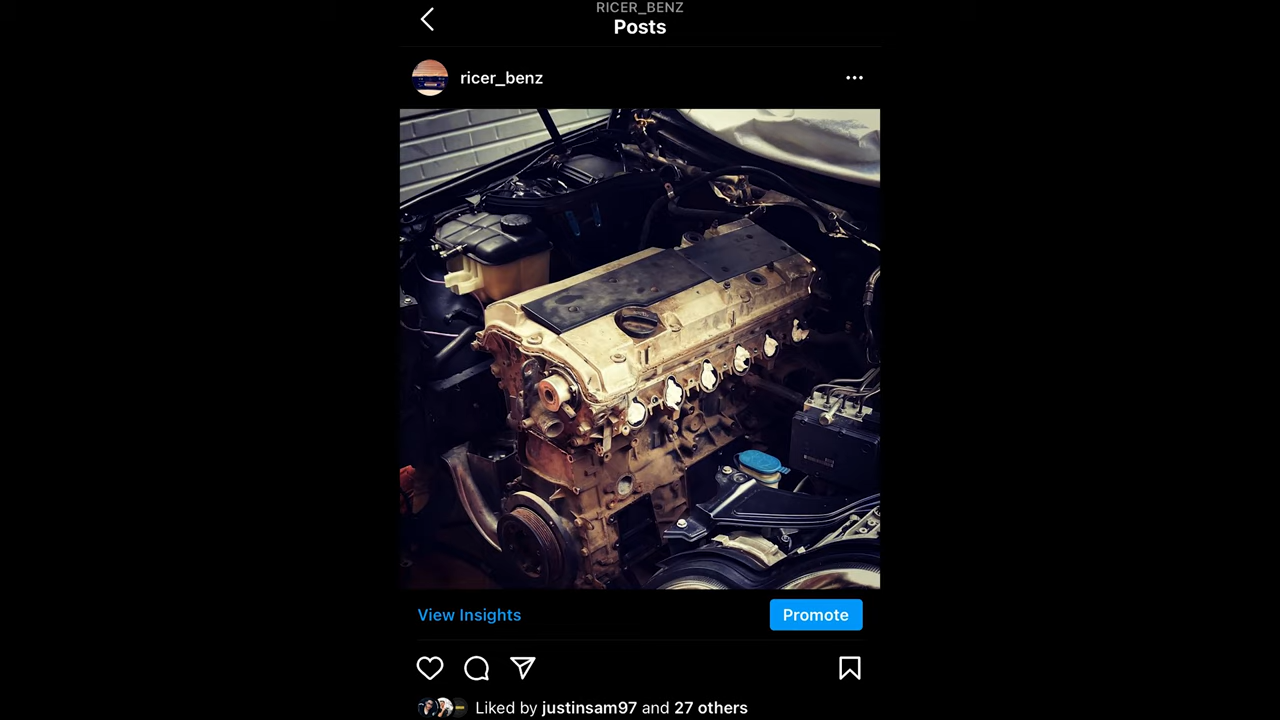 RICER_BENZ
Posts
ricer_benz
View Insights
Promote
Liked by justinsam97 and 27 others